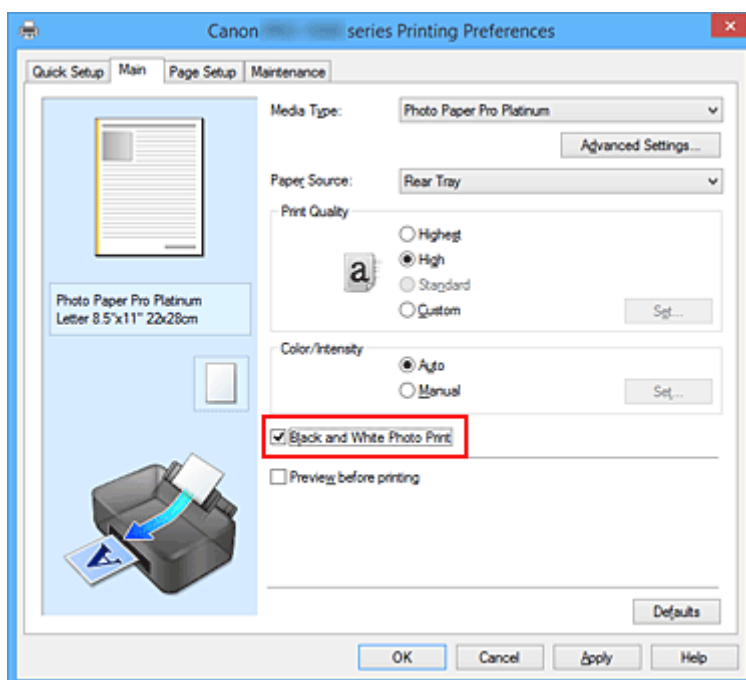 Canon series Printing Preferences
Quick Setup Main Page Setup Maintenance
Media Type: Photo Paper Pro Platinum
Advanced Settings...
Paper Source: Rear Tray
Print Quality
Highest
a High
Standard
Custom Set...
Photo Paper Pro Platinum
Letter 8.5"x11" 22x28cm
Color/Intensity
Auto
Manual Set...
Black and White Photo Print
Preview before printing
A
Defaults
OK Cancel Apply Help